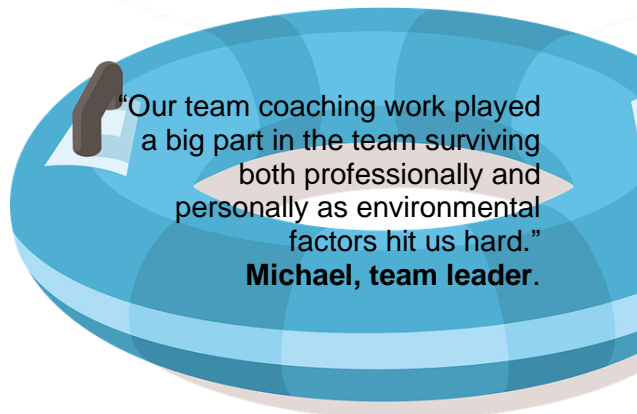 “Our team coaching work played
a big part in the team surviving
both professionally and
personally as environmental
factors hit us hard.”
Michael, team leader.